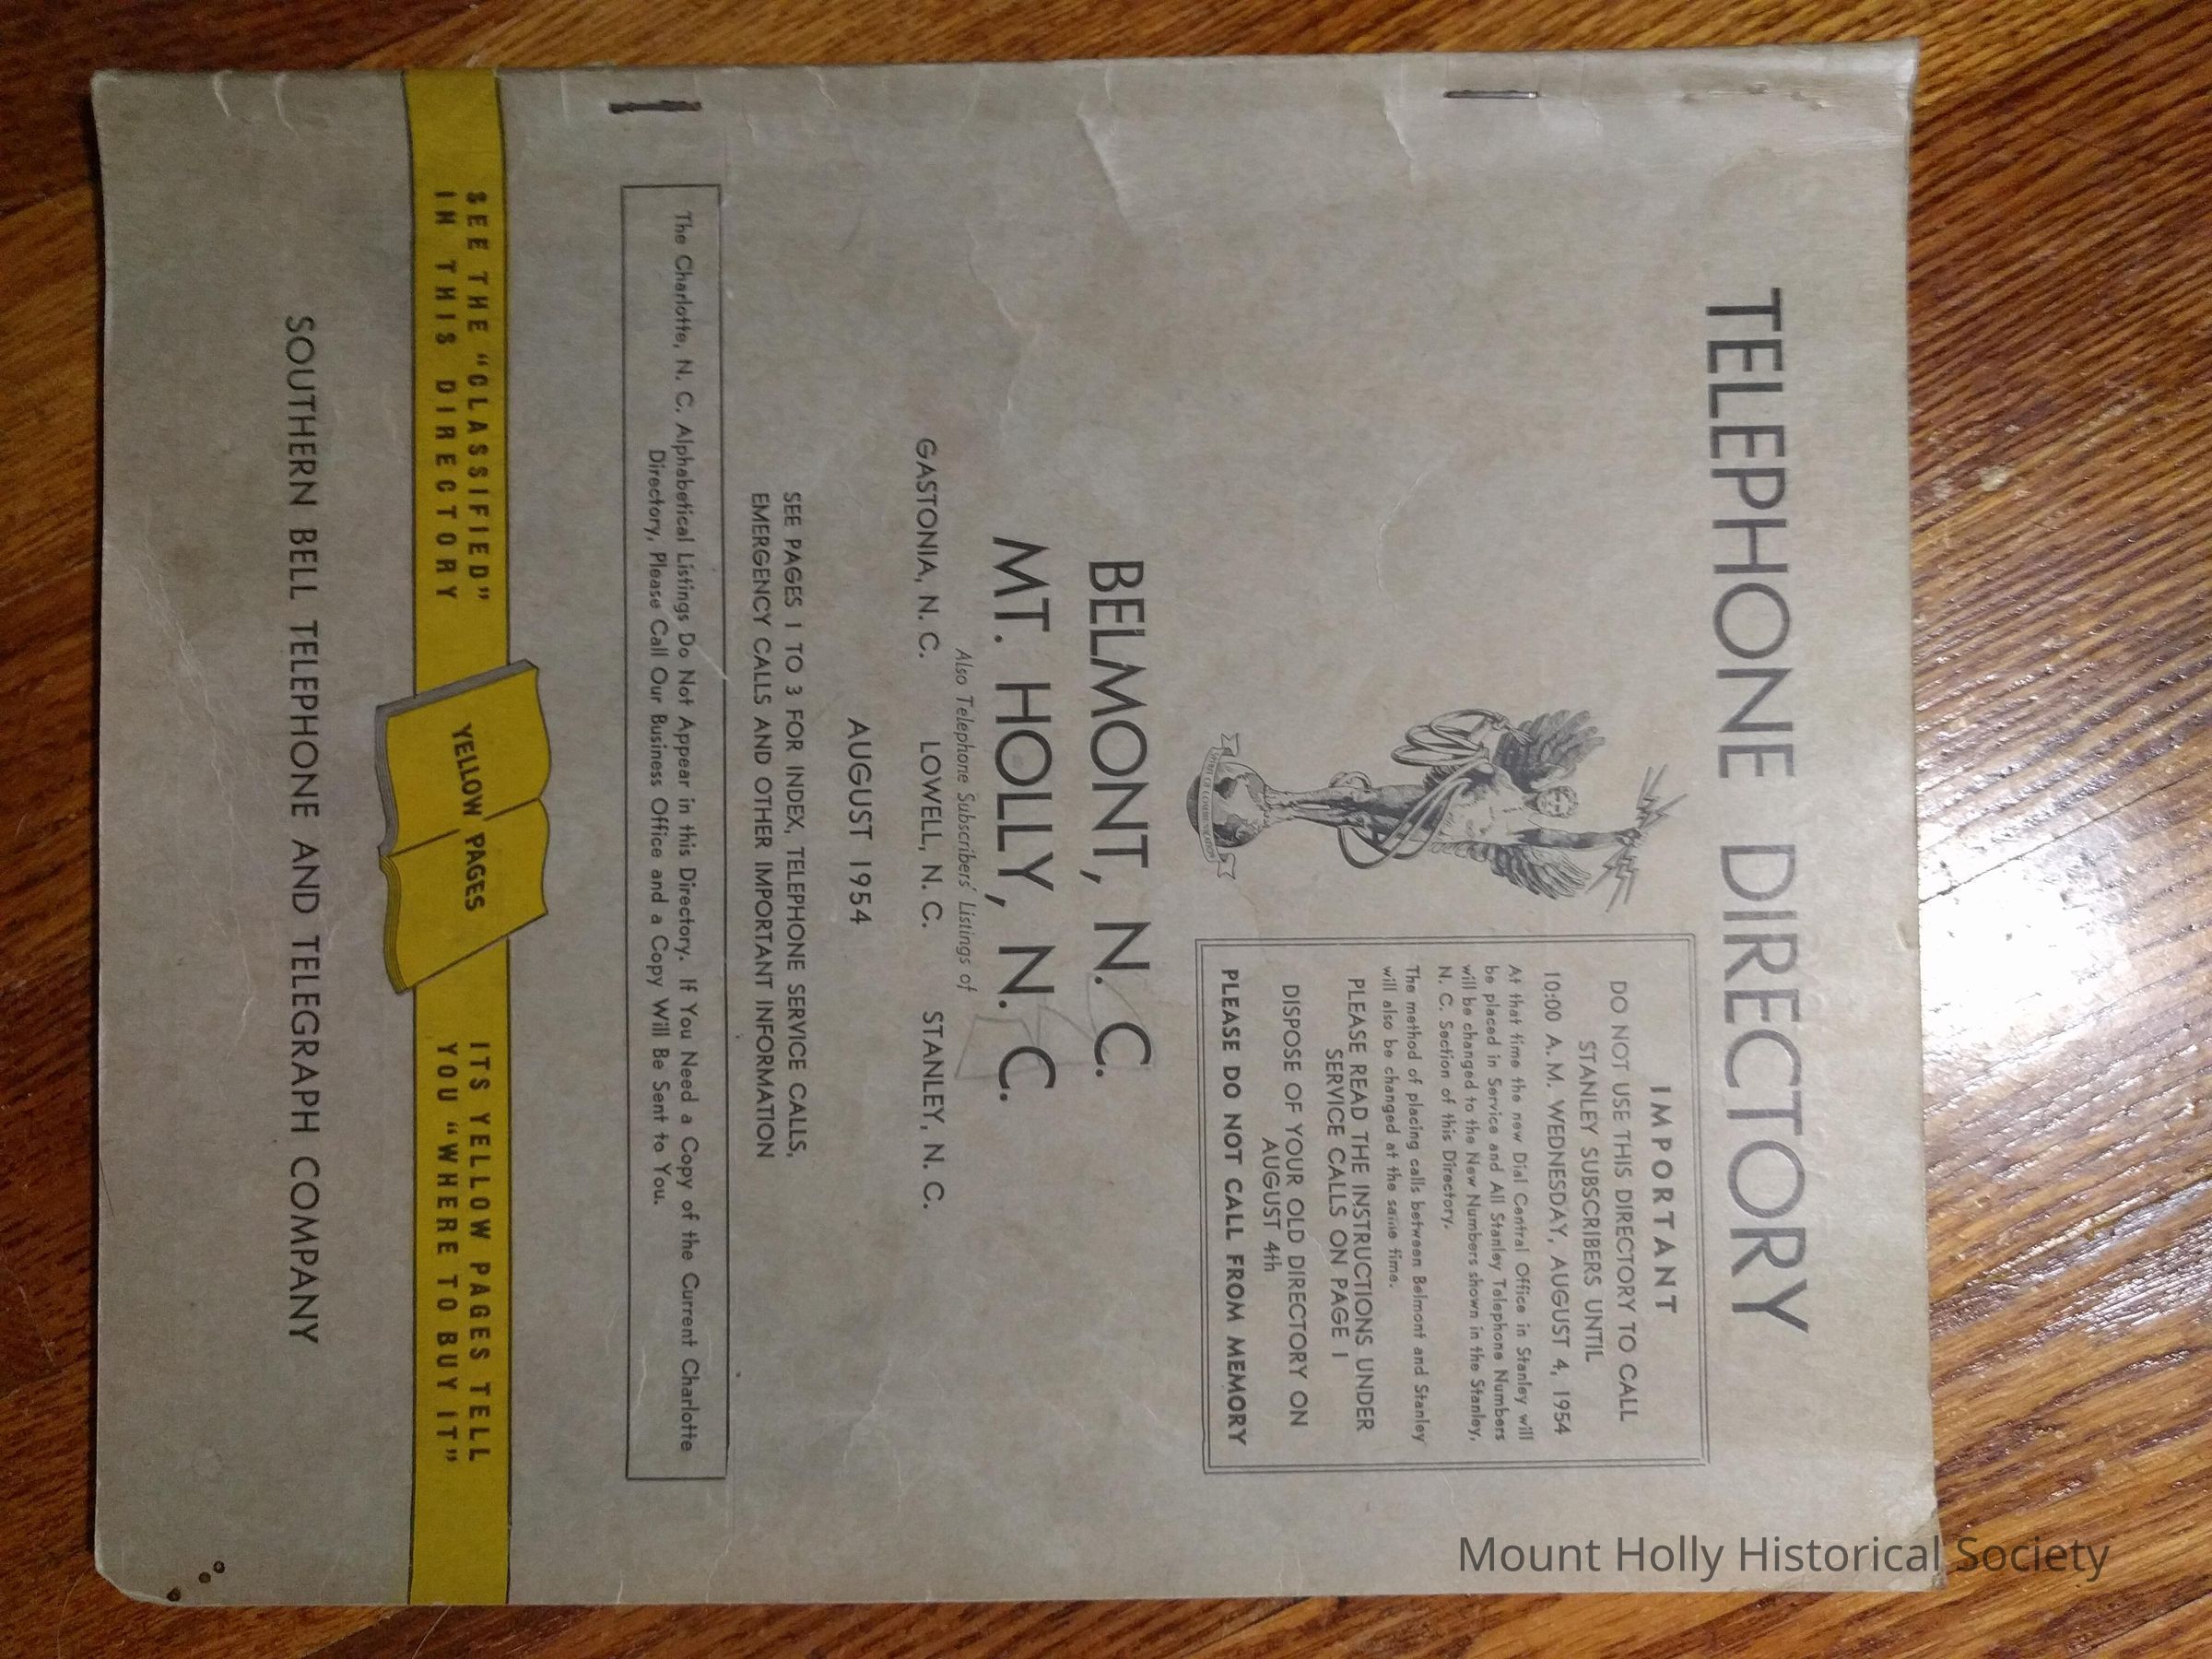 TELEPHONE DIRECTORY
IMPORTANT
DO NOT USE THIS DIRECTORY TO CALL
STANLEY SUBSCRIBERS UNTIL
10:00 A. M. WEDNESDAY, AUGUST 4, 1954
At that time the new Dial Central Office in Stanley will
be placed in Service and All Stanley Telephone Numbers
will be changed to the New Numbers shown in the Stanley,
N. C. Section of this Directory.
The method of placing calls between Belmont and Stanley
will also be changed at the same time.
PLEASE READ THE INSTRUCTIONS UNDER
SERVICE CALLS ON PAGE 1
DISPOSE OF YOUR OLD DIRECTORY ON
AUGUST 4th
PLEASE DO NOT CALL FROM MEMORY
SPIRIT OF COMMUNICATION
BELMONT, N. C.
MT. HOLLY, N. C.
Also Telephone Subscribers' Listings of
GASTONIA, N. C. LOWELL, N. C. STANLEY, N. C.
AUGUST 1954
SEE PAGES 1 TO 3 FOR INDEX, TELEPHONE SERVICE CALLS,
EMERGENCY CALLS AND OTHER IMPORTANT INFORMATION
The Charlotte, N. C. Alphabetical Listings Do Not Appear in this Directory. If You Need a Copy of the Current Charlotte
Directory, Please Call Our Business Office and a Copy Will Be Sent to You.
SEE THE "CLASSIFIED"
IN THIS DIRECTORY
YELLOW PAGES
ITS YELLOW PAGES TELL
YOU "WHERE TO BUY IT"
SOUTHERN BELL TELEPHONE AND TELEGRAPH COMPANY
Mount Holly Historical Society